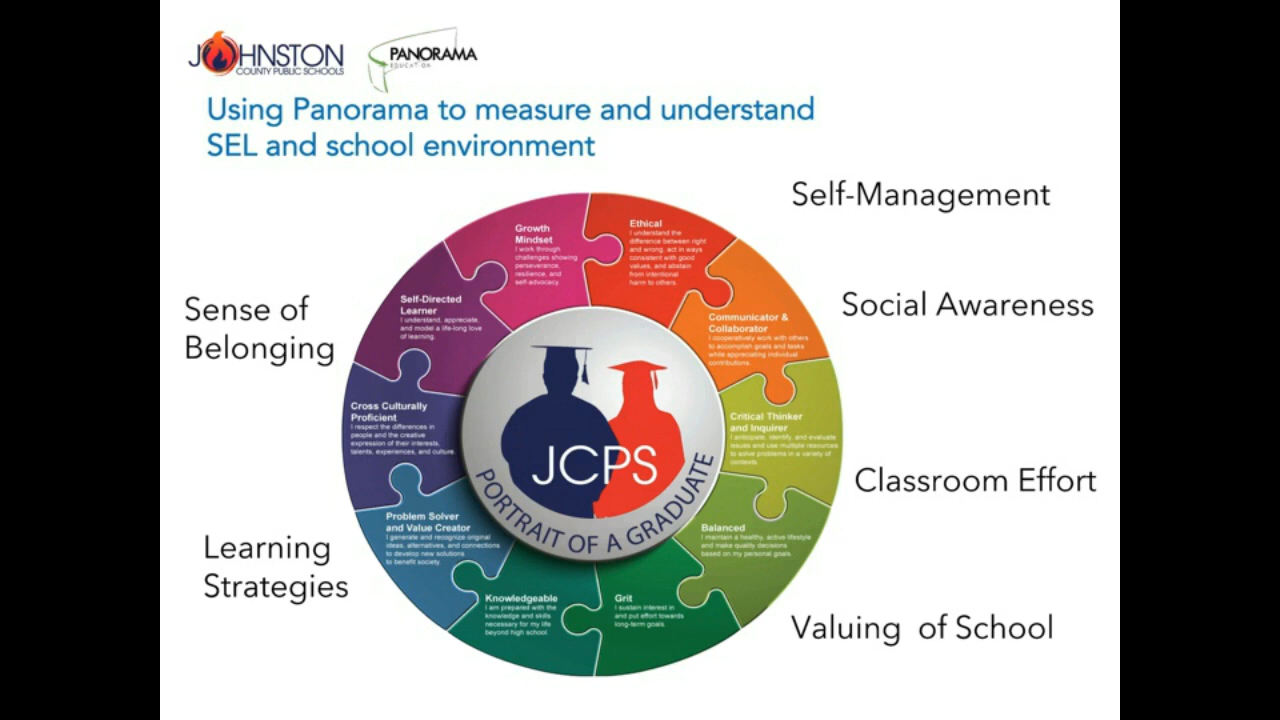 JOHNSTON
COUNTY PUBLIC SCHOOLS
PANORAMA
EDUCATION
Using Panorama to measure and understand
SEL and school environment
Self-Management
Social Awareness
Classroom Effort
Valuing of School
Sense of
Belonging
Learning
Strategies
Growth
Mindset
I work through
challenges showing
perseverance,
resilience, and
self-advocacy.
Ethical
I understand the
difference between right
and wrong, act in ways
consistent with good
values, and abstain
from intentional
harm to others.
Communicator &
Collaborator
I cooperatively work with others
to accomplish goals and tasks
while appreciating individual
contributions.
Critical Thinker
and Inquirer
I anticipate, identify, and evaluate
issues and use multiple resources
to solve problems in a variety of
contexts.
Balanced
I maintain a healthy, active lifestyle
and make quality decisions
based on my personal goals.
Grit
I sustain interest in
and put effort towards
long-term goals.
Knowledgeable
I am prepared with the
knowledge and skills
necessary for my life
beyond high school.
Problem Solver
and Value Creator
I generate and recognize original
ideas, alternatives, and connections
to develop new solutions
to benefit society.
Cross Culturally
Proficient
I respect the differences in
people and the creative
expression of their interests,
talents, experiences, and culture.
Self-Directed
Learner
I understand, appreciate,
and model a life-long love
of learning.
JCPS
PORTRAIT OF A GRADUATE